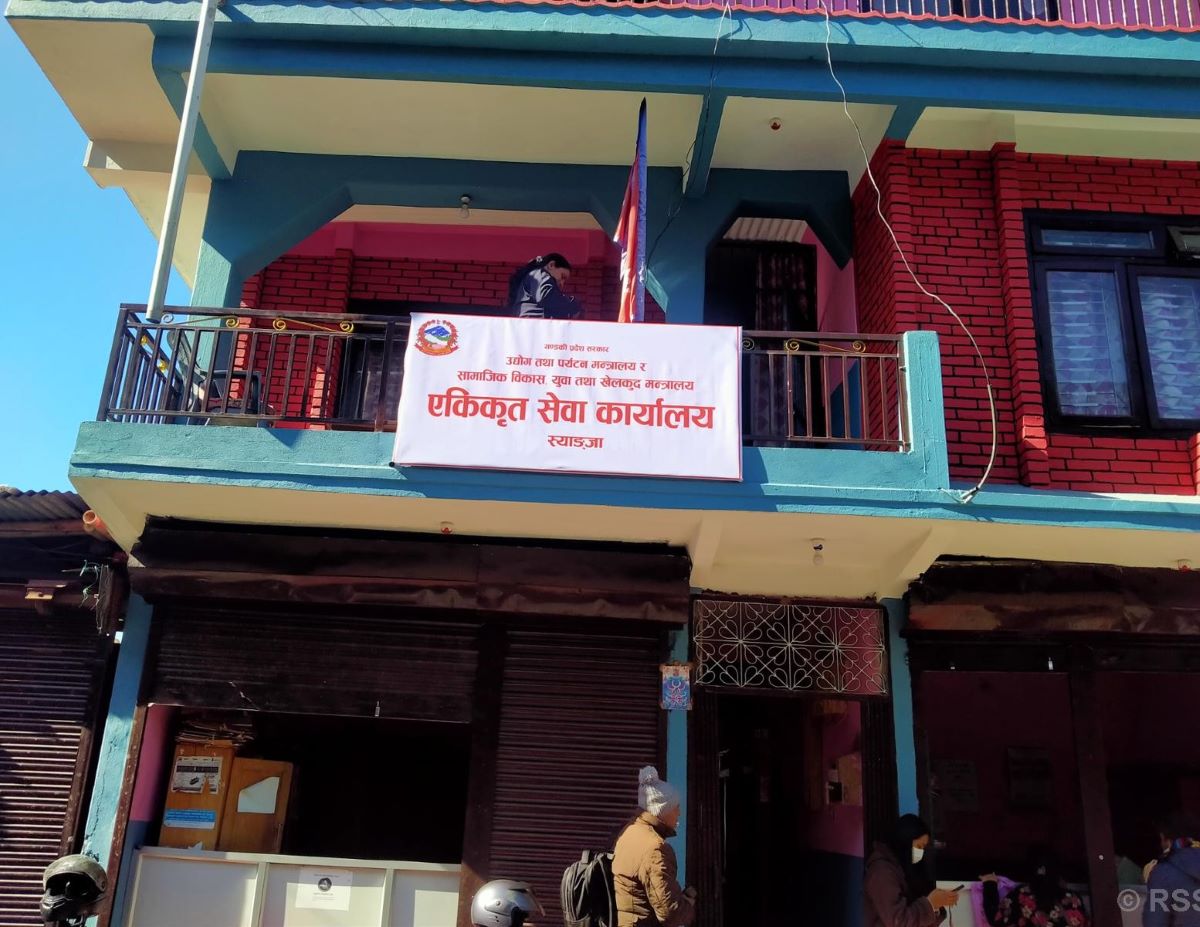 गण्डकी प्रदेश सरकार
उद्योग तथा पर्यटन मन्त्रालय र
सामाजिक विकास, युवा तथा खेलकुद मन्त्रालय
एकिकृत सेवा कार्यालय
स्याङ्जा
© RSS